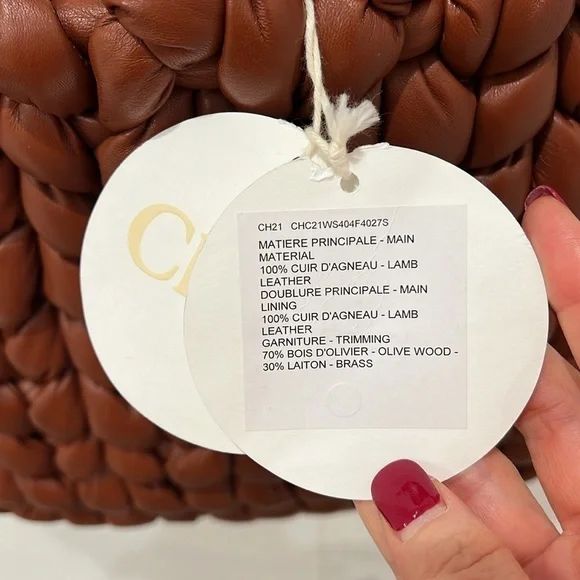 CH21 CHC21WS404F4027S
MATIERE PRINCIPALE - MAIN
MATERIAL
100% CUIR D'AGNEAU - LAMB
LEATHER
DOUBLURE PRINCIPALE - MAIN
LINING
100% CUIR D'AGNEAU - LAMB
LEATHER
GARNITURE - TRIMMING
70% BOIS D'OLIVIER - OLIVE WOOD -
30% LAITON - BRASS